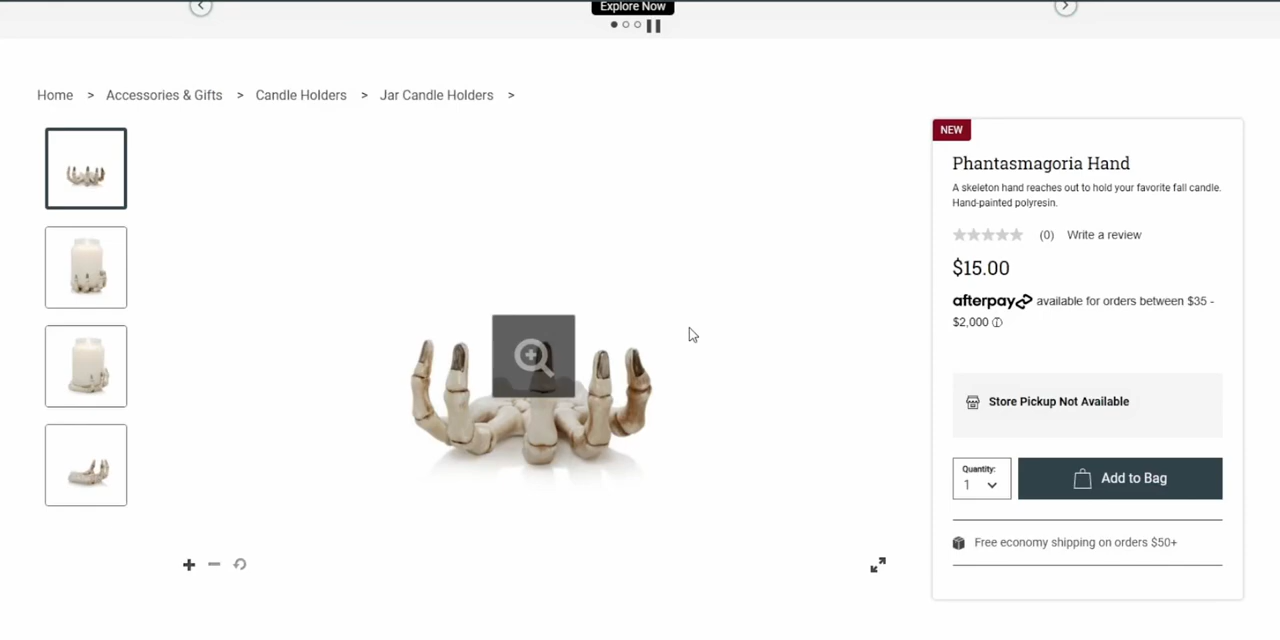 Explore Now
Home > Accessories & Gifts > Candle Holders > Jar Candle Holders >
NEW
Phantasmagoria Hand
A skeleton hand reaches out to hold your favorite fall candle.
Hand-painted polyresin.
(0) Write a review
$15.00
afterpay available for orders between $35 -
$2,000
Store Pickup Not Available
Quantity:
1
Add to Bag
Free economy shipping on orders $50+